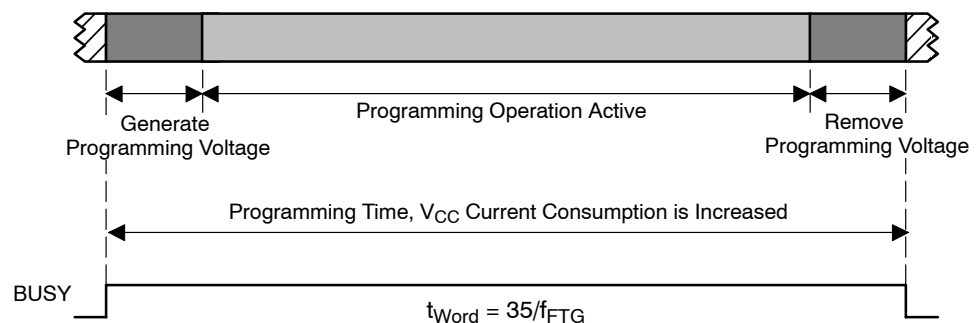 Generate
Programming Voltage
Programming Operation Active
Remove
Programming Voltage
Programming Time, VCC Current Consumption is Increased
BUSY
tWord = 35/fFTG